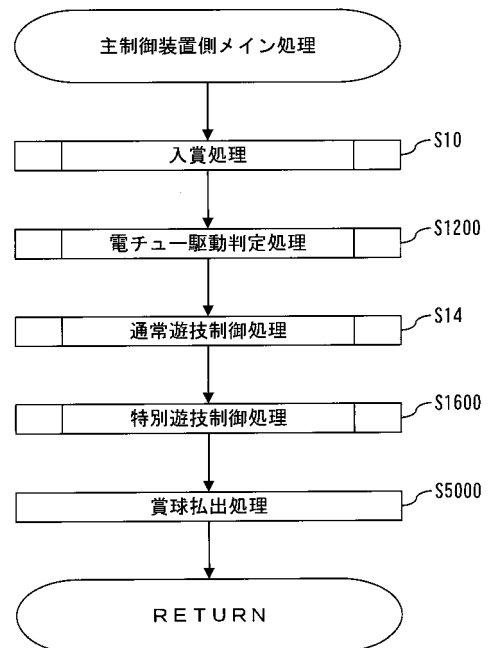 主制御装置側メイン処理
入賞処理
S10
電チュー駆動判定処理
S1200
通常遊技制御処理
S14
特別遊技制御処理
S1600
賞球払出処理
S5000
RETURN